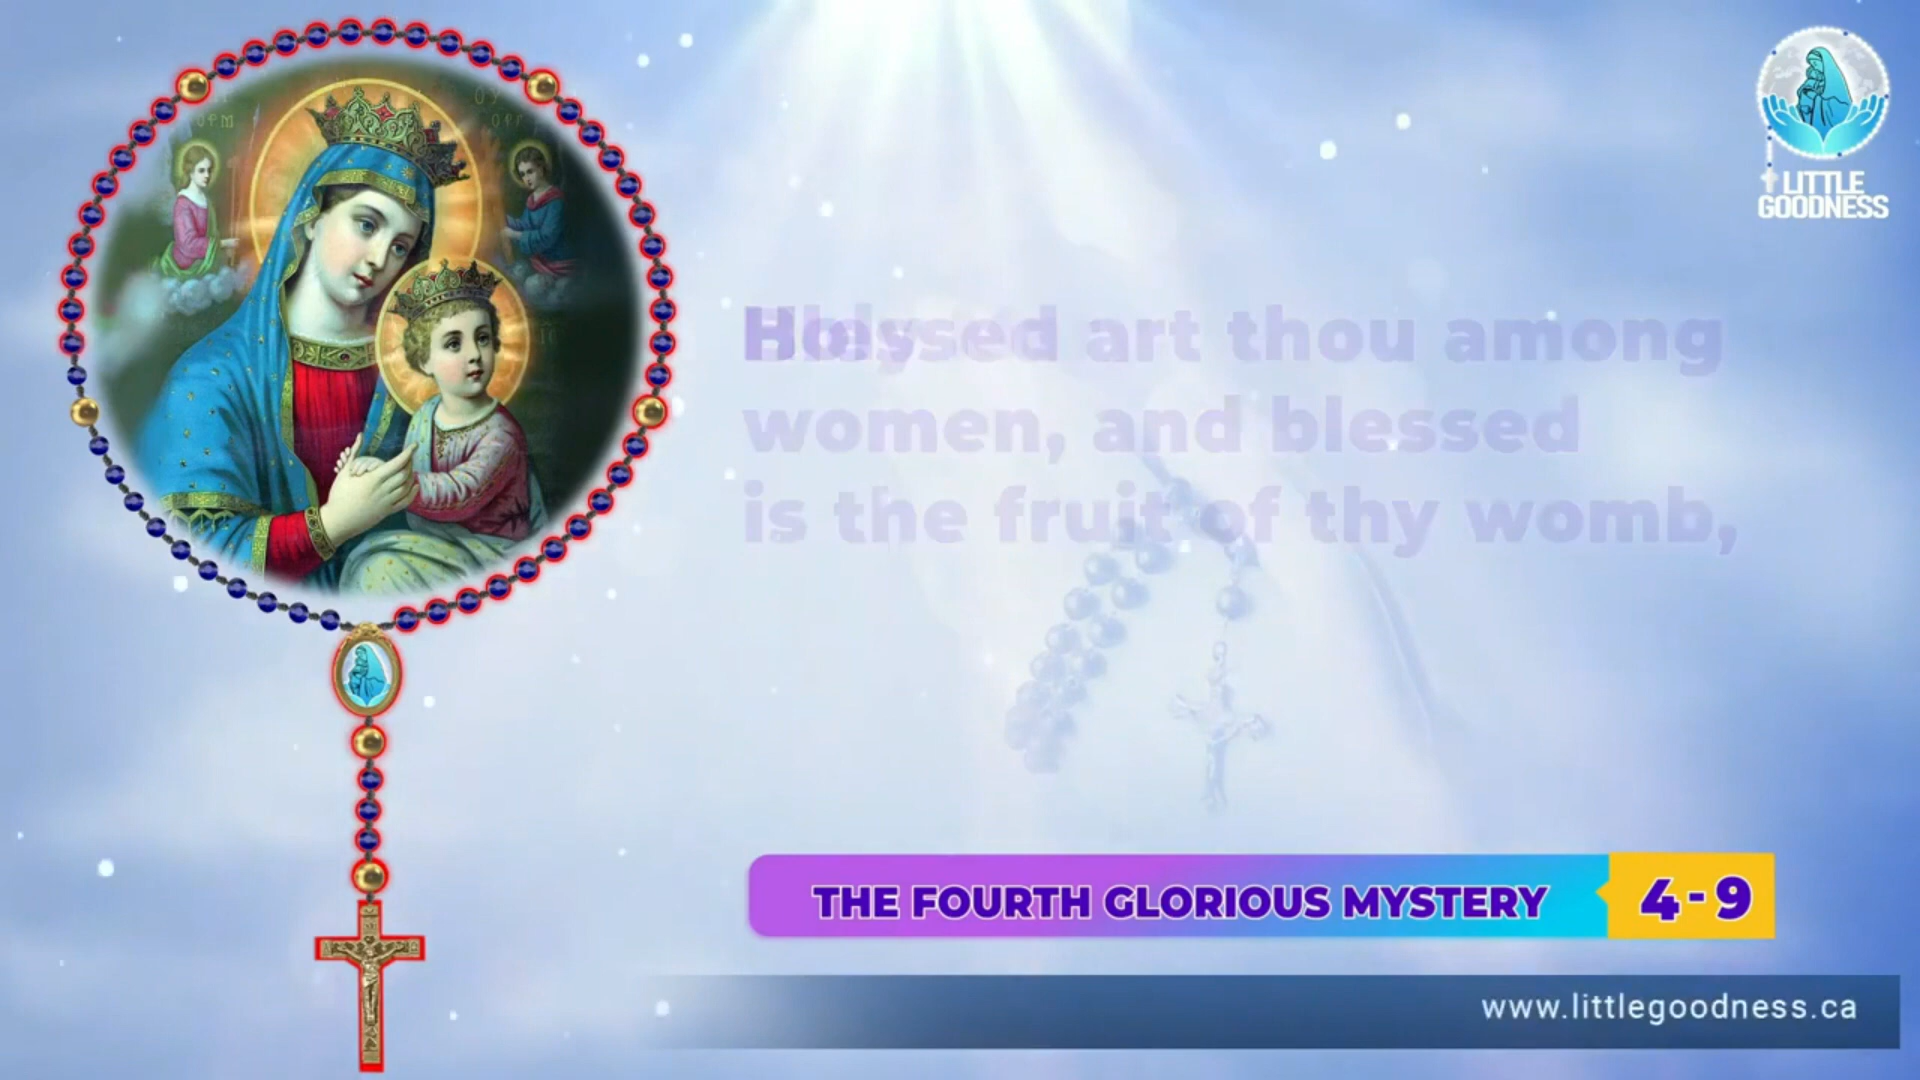 LITTLE
GOODNESS
Blessed art thou among
women, and blessed
is the fruit of thy womb,
THE FOURTH GLORIOUS MYSTERY
4-9
www.littlegoodness.ca